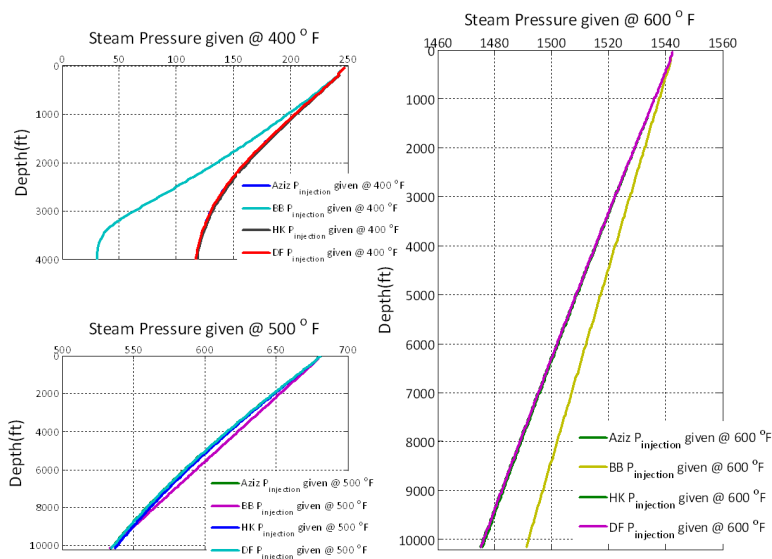 Steam Pressure given @ 400 ° F
0 50 100 150 200 250
0
1000
2000
3000
4000
Depth(ft)
Aziz Pinjection given @ 400 °F
BB Pinjection given @ 400 °F
HK Pinjection given @ 400 °F
DF Pinjection given @ 400 °F
Steam Pressure given @ 500 ° F
500 550 600 650 700
0
2000
4000
6000
8000
10000
Depth(ft)
Aziz Pinjection given @ 500 °F
BB Pinjection given @ 500 °F
HK Pinjection given @ 500 °F
DF Pinjection given @ 500 °F
Steam Pressure given @ 600 ° F
1460 1480 1500 1520 1540 1560
0
1000
2000
3000
4000
5000
6000
7000
8000
9000
10000
Depth(ft)
Aziz Pinjection given @ 600 °F
BB Pinjection given @ 600 °F
HK Pinjection given @ 600 °F
DF Pinjection given @ 600 °F